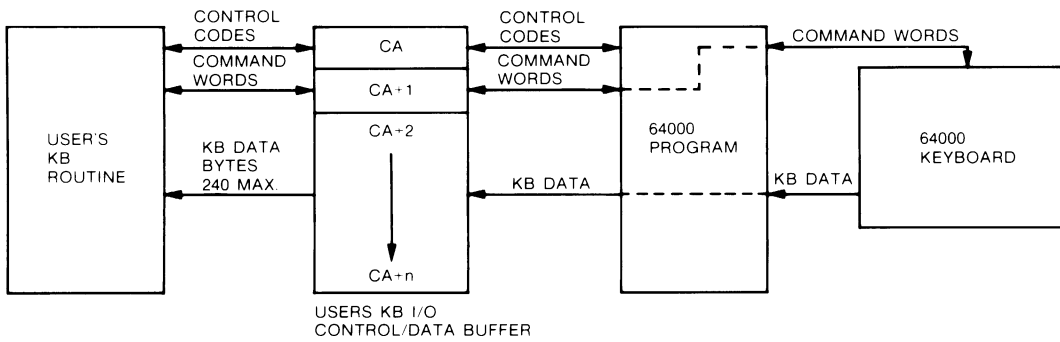 CONTROL
CODES
COMMAND
WORDS
USER'S
KB
ROUTINE
KB DATA
BYTES
240 MAX.
CA
CA+1
CA+2
CA+n
USERS KB I/O
CONTROL/DATA BUFFER
CONTROL
CODES
COMMAND
WORDS
KB DATA
64000
PROGRAM
COMMAND WORDS
KB DATA
64000
KEYBOARD